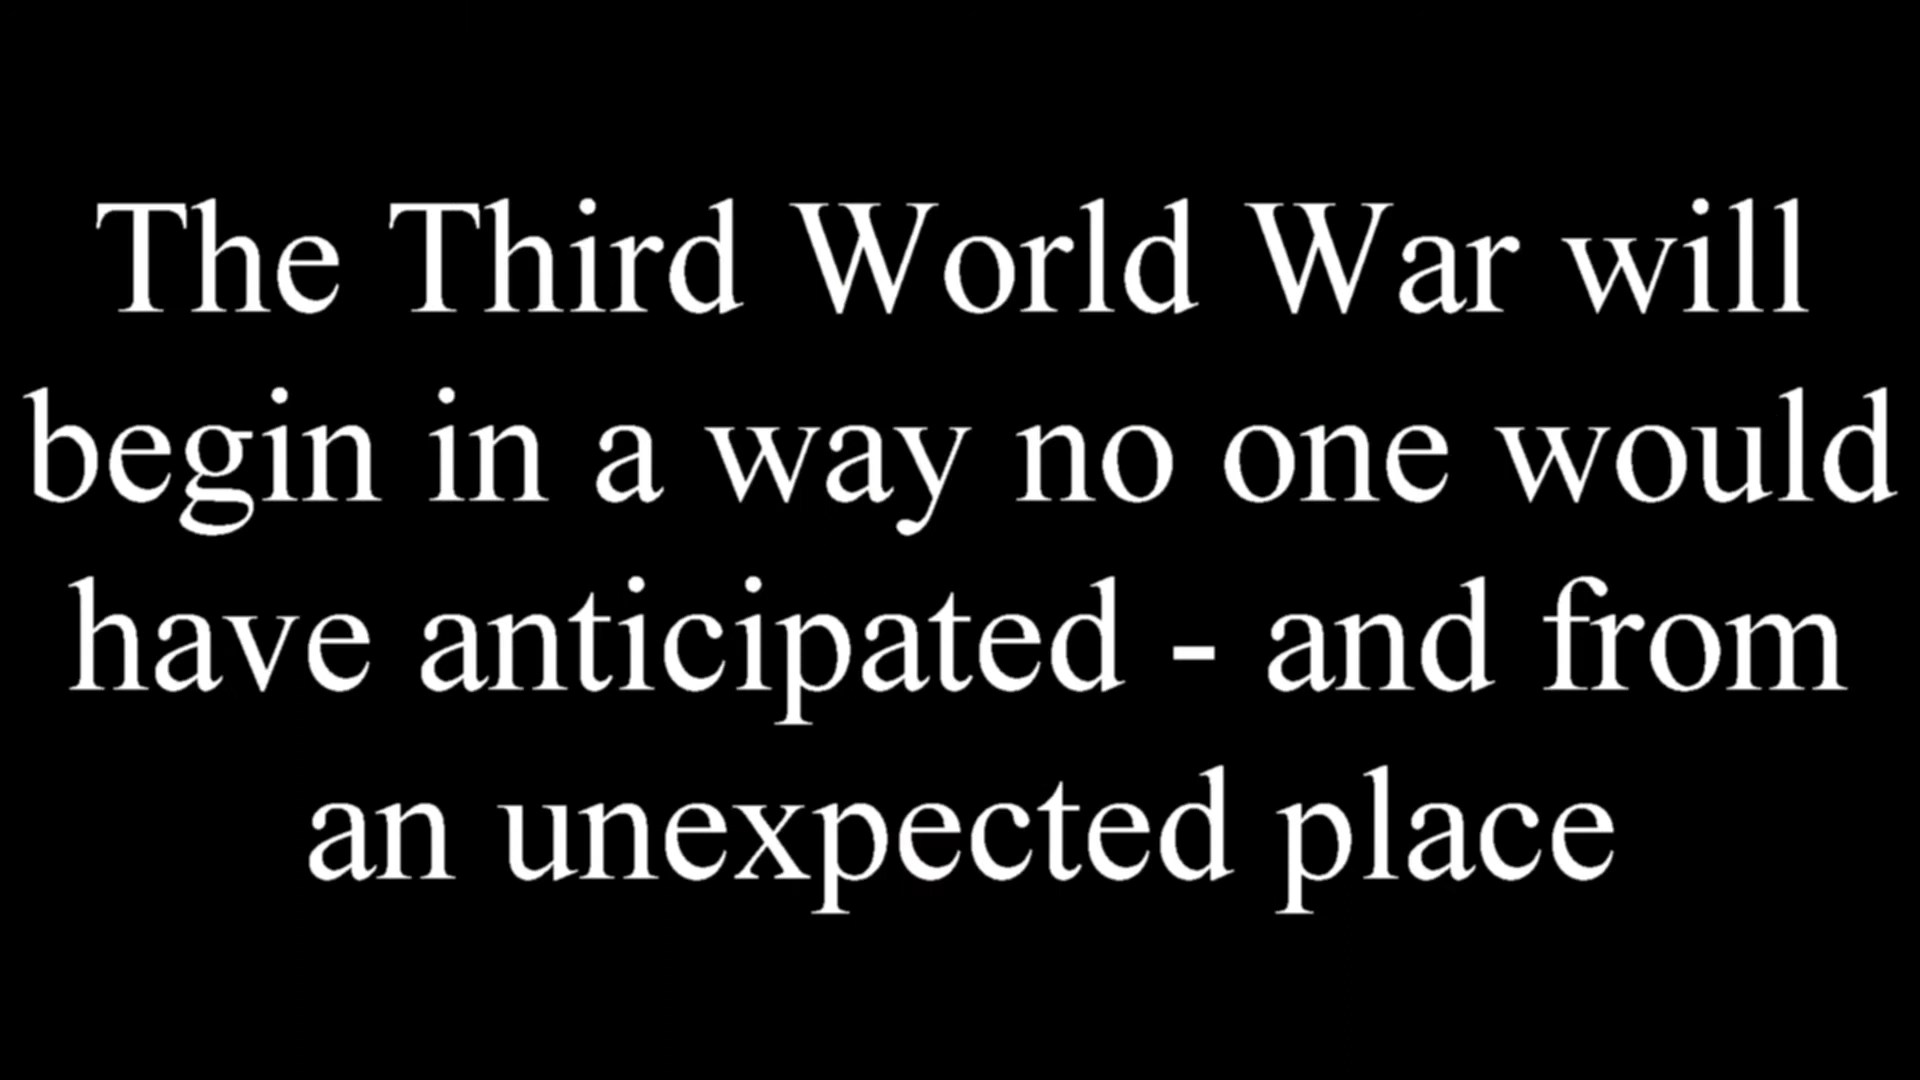 The Third World War will
begin in a way no one would
have anticipated - and from
an unexpected place